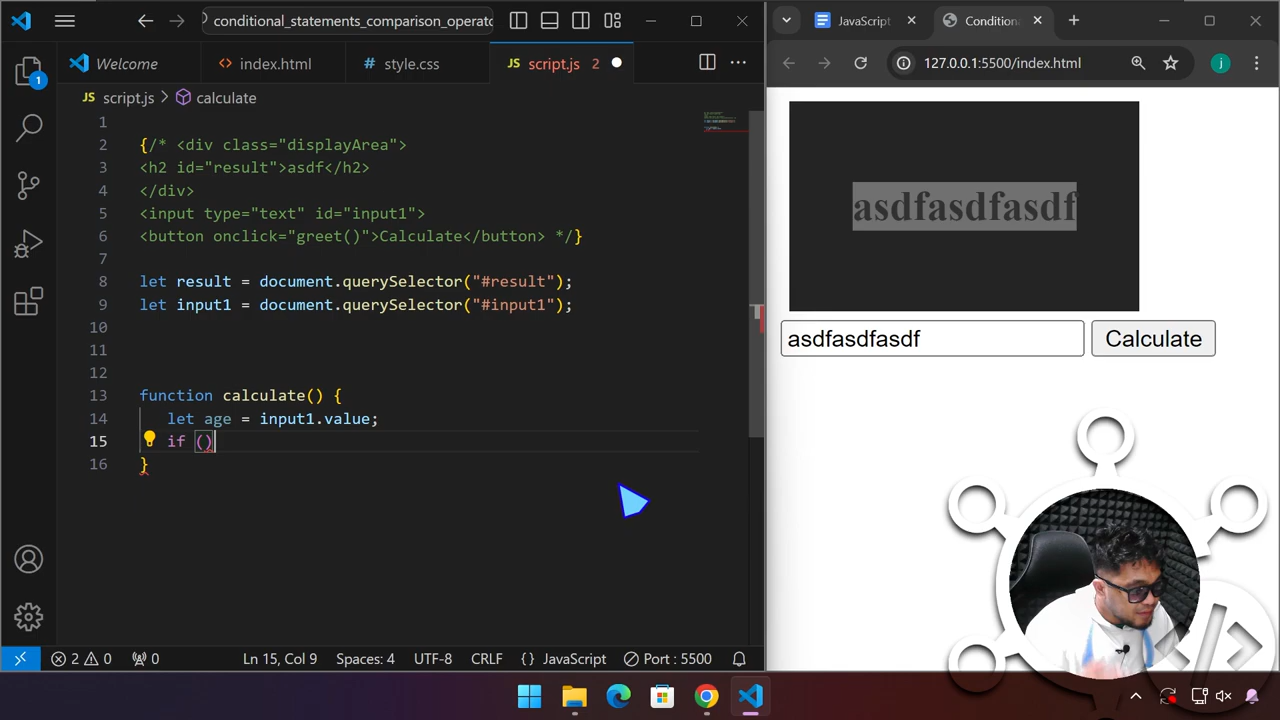 conditional_statements_comparison_operato
Welcome
index.html
# style.css
JS script.js 2
JS script.js > calculate
1
2 {/* <div class="displayArea">
3 <h2 id="result">asdf</h2>
4 </div>
5 <input type="text" id="input1">
6 <button onclick="greet()">Calculate</button> */}
7
8 let result = document.querySelector("#result");
9 let input1 = document.querySelector("#input1");
10
11
12
13 function calculate() {
14 let age = input1.value;
15 if ()
16 }
1
2 0 0
Ln 15, Col 9
Spaces: 4
UTF-8
CRLF
{} JavaScript
Port : 5500
JavaScript
Conditiona
127.0.0.1:5500/index.html
j
asdfasdfasdf
asdfasdfasdf
Calculate